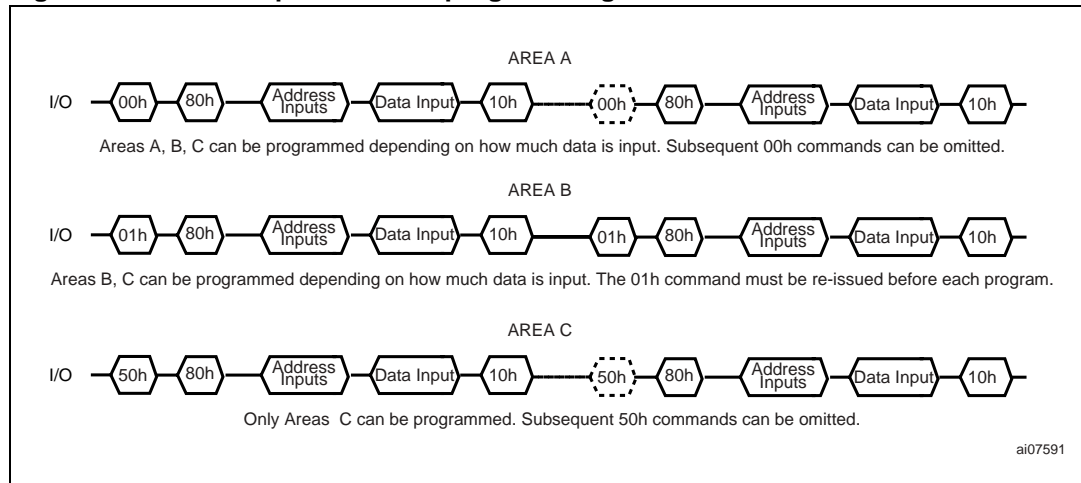 AREA A
I/O 00h 80h Address Inputs Data Input 10h 00h 80h Address Inputs Data Input 10h
Areas A, B, C can be programmed depending on how much data is input. Subsequent 00h commands can be omitted.
AREA B
I/O 01h 80h Address Inputs Data Input 10h 01h 80h Address Inputs Data Input 10h
Areas B, C can be programmed depending on how much data is input. The 01h command must be re-issued before each program.
AREA C
I/O 50h 80h Address Inputs Data Input 10h 50h 80h Address Inputs Data Input 10h
Only Areas C can be programmed. Subsequent 50h commands can be omitted.
ai07591